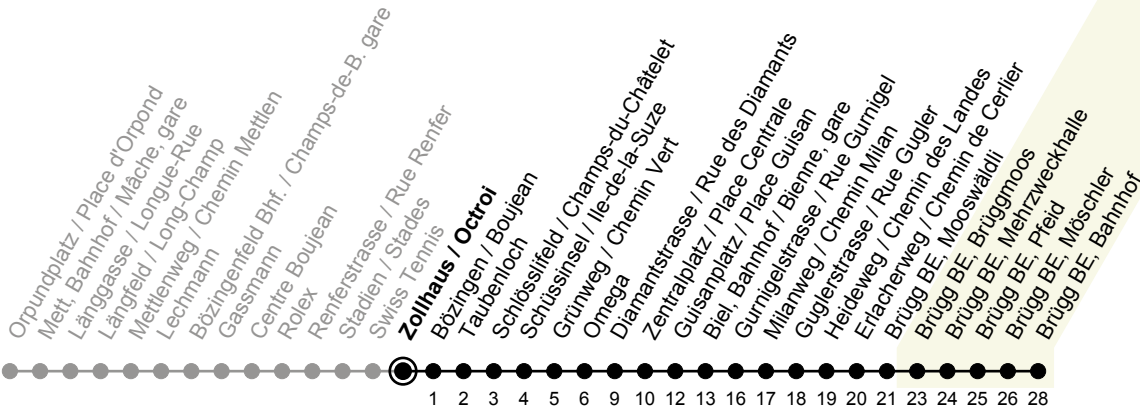 Orpundplatz / Place d'Orpond
Mett, Bahnhof / Mâche, gare
Länggasse / Longue-Rue
Längfeld / Long-Champ
Mettlenweg / Chemin Mettlen
Lechmann
Bözingenfeld Bhf. / Champs-de-B. gare
Gassmann
Centre Boujean
Rolex
Renferstrasse / Rue Renfer
Stadien / Stades
Swiss Tennis
Zollhaus / Octroi
Bözingen / Boujean
Taubenloch
Schlösslifeld / Champs-du-Châtelet
Schüssinsel / Ile-de-la-Suze
Grünweg / Chemin Vert
Omega
Diamantstrasse / Rue des Diamants
Zentralplatz / Place Centrale
Guisanplatz / Place Guisan
Biel, Bahnhof / Bienne, gare
Gurnigelstrasse / Rue Gurnigel
Milanweg / Chemin Milan
Guglerstrasse / Rue Gugler
Heideweg / Chemin des Landes
Erlacherweg / Chemin de Cerlier
Brügg BE, Mooswäldli
Brügg BE, Brüggmoos
Brügg BE, Mehrzweckhalle
Brügg BE, Pfeid
Brügg BE, Möschler
Brügg BE, Bahnhof
1 2 3 4 5 6 9 10 12 13 16 17 18 19 20 21 23 24 25 26 28